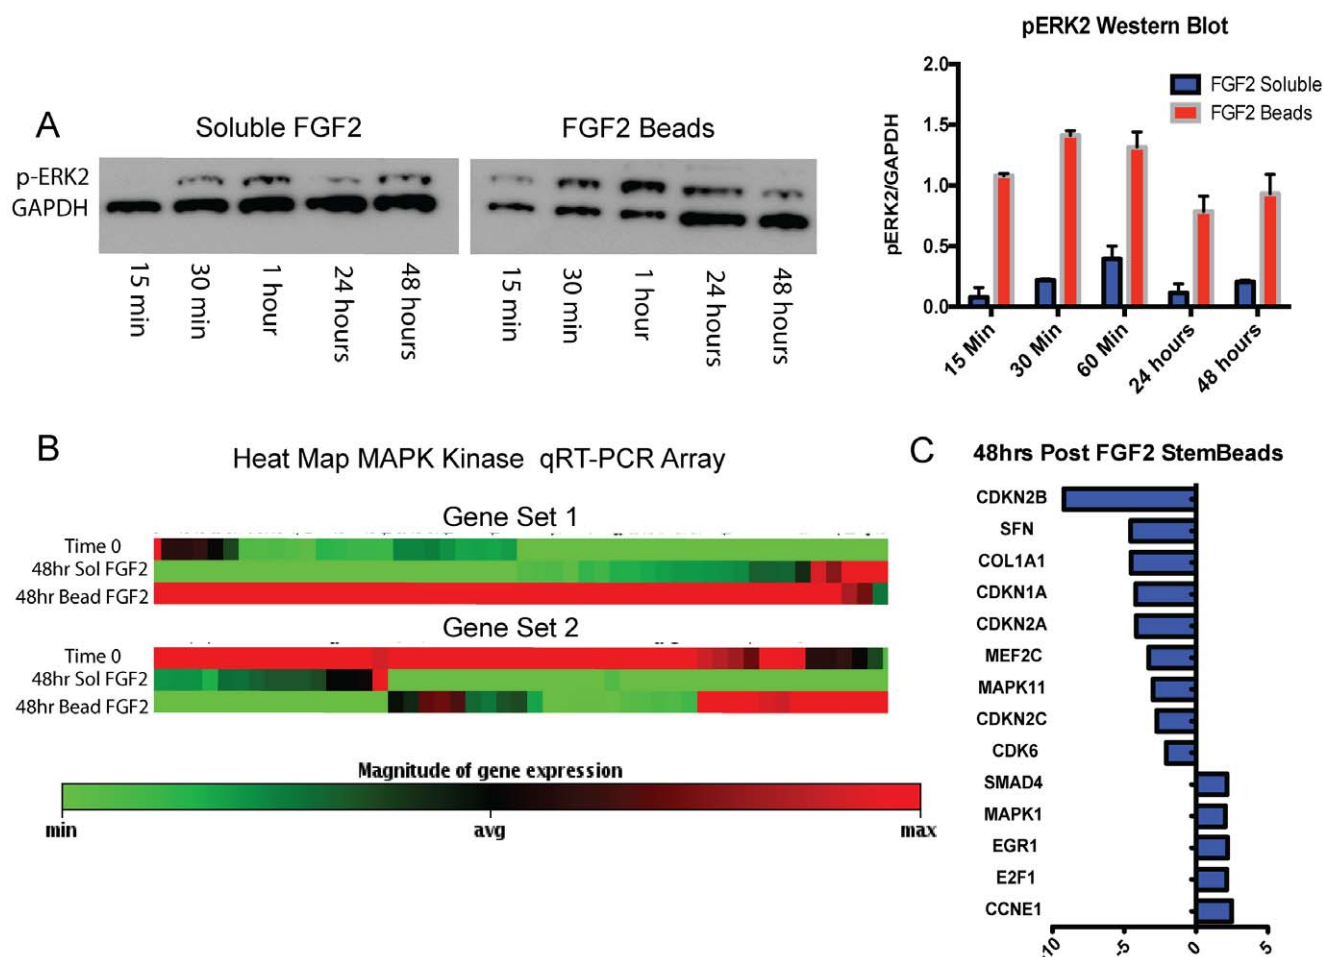 pERK2 Western Blot
2.0
1.5
1.0
0.5
0.0
pERK2/GAPDH
FGF2 Soluble
FGF2 Beads
15 Min
30 Min
60 Min
24 hours
48 hours
A
Soluble FGF2
FGF2 Beads
p-ERK2
GAPDH
15 min
30 min
1 hour
24 hours
48 hours
15 min
30 min
1 hour
24 hours
48 hours
B
Heat Map MAPK Kinase qRT-PCR Array
Gene Set 1
Time 0
48hr Sol FGF2
48hr Bead FGF2
Gene Set 2
Time 0
48hr Sol FGF2
48hr Bead FGF2
Magnitude of gene expression
min
avg
max
C
48hrs Post FGF2 StemBeads
CDKN2B
SFN
COL1A1
CDKN1A
CDKN2A
MEF2C
MAPK11
CDKN2C
CDK6
SMAD4
MAPK1
EGR1
E2F1
CCNE1
-10
-5
0
5